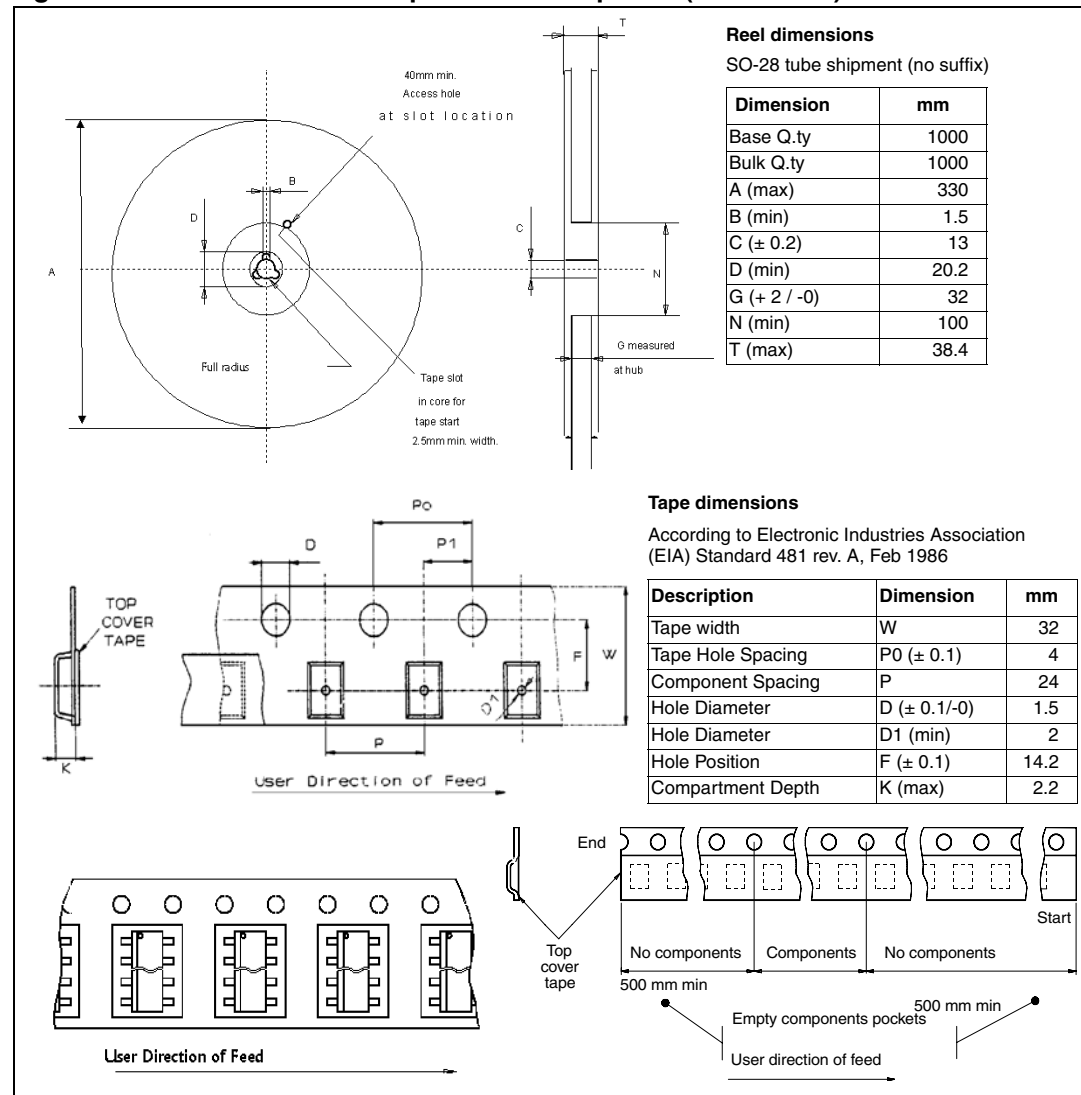 T
40mm min.
Access hole
at slot location
B
D
C
A
N
Full radius
G measured
at hub
Tape slot
in core for
tape start
2.5mm min. width.
Reel dimensions
SO-28 tube shipment (no suffix)
Dimension mm
Base Q.ty 1000
Bulk Q.ty 1000
A (max) 330
B (min) 1.5
C (± 0.2) 13
D (min) 20.2
G (+ 2 / -0) 32
N (min) 100
T (max) 38.4
Po
D P1
TOP
COVER
TAPE
F W
D1
P
K
User Direction of Feed
Tape dimensions
According to Electronic Industries Association
(EIA) Standard 481 rev. A, Feb 1986
Description Dimension mm
Tape width W 32
Tape Hole Spacing P0 (± 0.1) 4
Component Spacing P 24
Hole Diameter D (± 0.1/-0) 1.5
Hole Diameter D1 (min) 2
Hole Position F (± 0.1) 14.2
Compartment Depth K (max) 2.2
User Direction of Feed
End
Start
Top
cover
tape
No components Components No components
500 mm min
500 mm min
Empty components pockets
User direction of feed